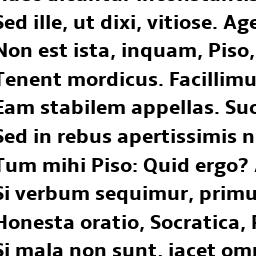 Sed ille, ut dixi, vitiose. Age
Non est ista, inquam, Piso,
Tenent mordicus. Facillimu
Eam stabilem appellas. Suc
Sed in rebus apertissimis n
Tum mihi Piso: Quid ergo?
Si verbum sequimur, primu
Honesta oratio, Socratica,
Si mala non sunt, iacet omn